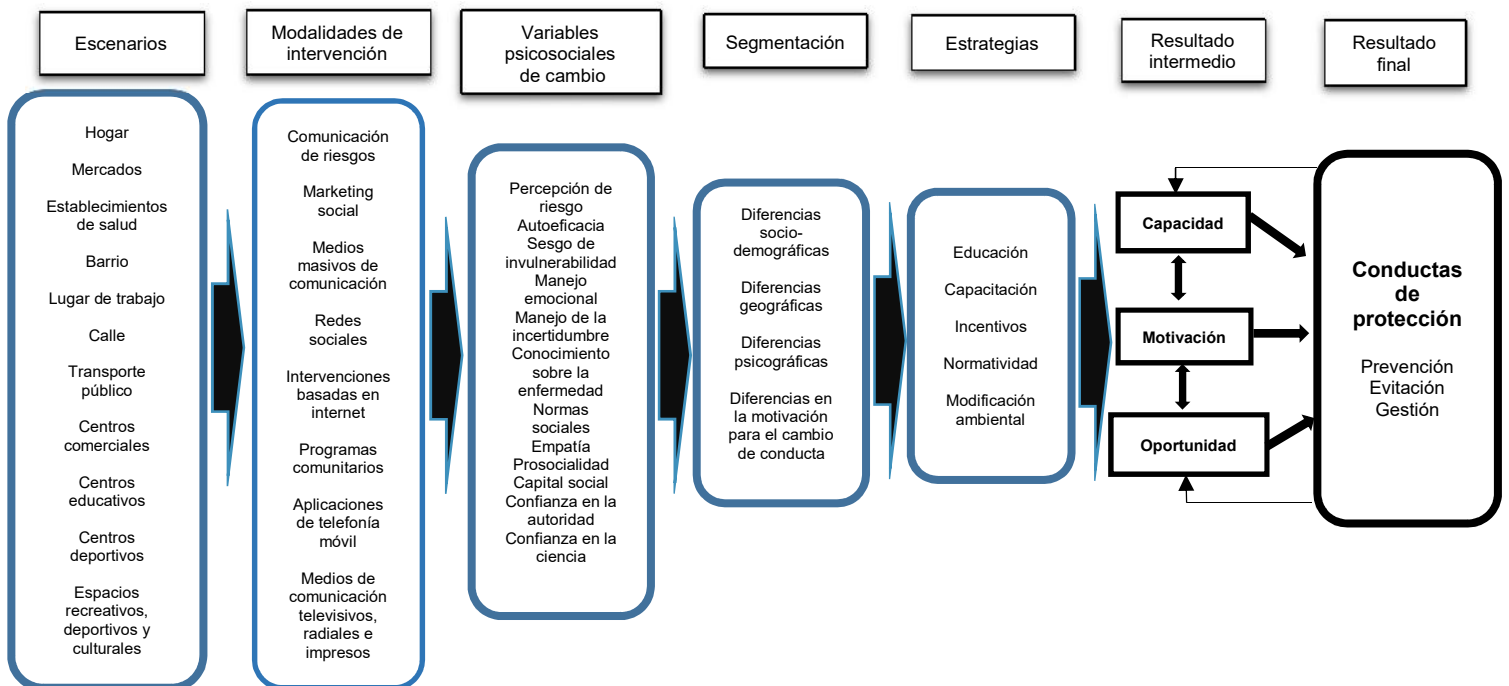 Escenarios
Modalidades de
intervención
Variables
psicosociales
de cambio
Segmentación
Estrategias
Resultado
intermedio
Resultado
final
Hogar
Mercados
Establecimientos
de salud
Barrio
Lugar de trabajo
Calle
Transporte
público
Centros
comerciales
Centros
educativos
Centros
deportivos
Espacios
recreativos,
deportivos y
culturales
Comunicación
de riesgos
Marketing
social
Medios
masivos de
comunicación
Redes
sociales
Intervenciones
basadas en
internet
Programas
comunitarios
Aplicaciones
de telefonía
móvil
Medios de
comunicación
televisivos,
radiales e
impresos
Percepción de
riesgo
Autoeficacia
Sesgo de
invulnerabilidad
Manejo
emocional
Manejo de la
incertidumbre
Conocimiento
sobre la
enfermedad
Normas
sociales
Empatía
Prosocialidad
Capital social
Confianza en la
autoridad
Confianza en la
ciencia
Diferencias
socio-
demográficas
Diferencias
geográficas
Diferencias
psicográficas
Diferencias en
la motivación
para el cambio
de conducta
Educación
Capacitación
Incentivos
Normatividad
Modificación
ambiental
Capacidad
Motivación
Oportunidad
Conductas
de
protección
Prevención
Evitación
Gestión